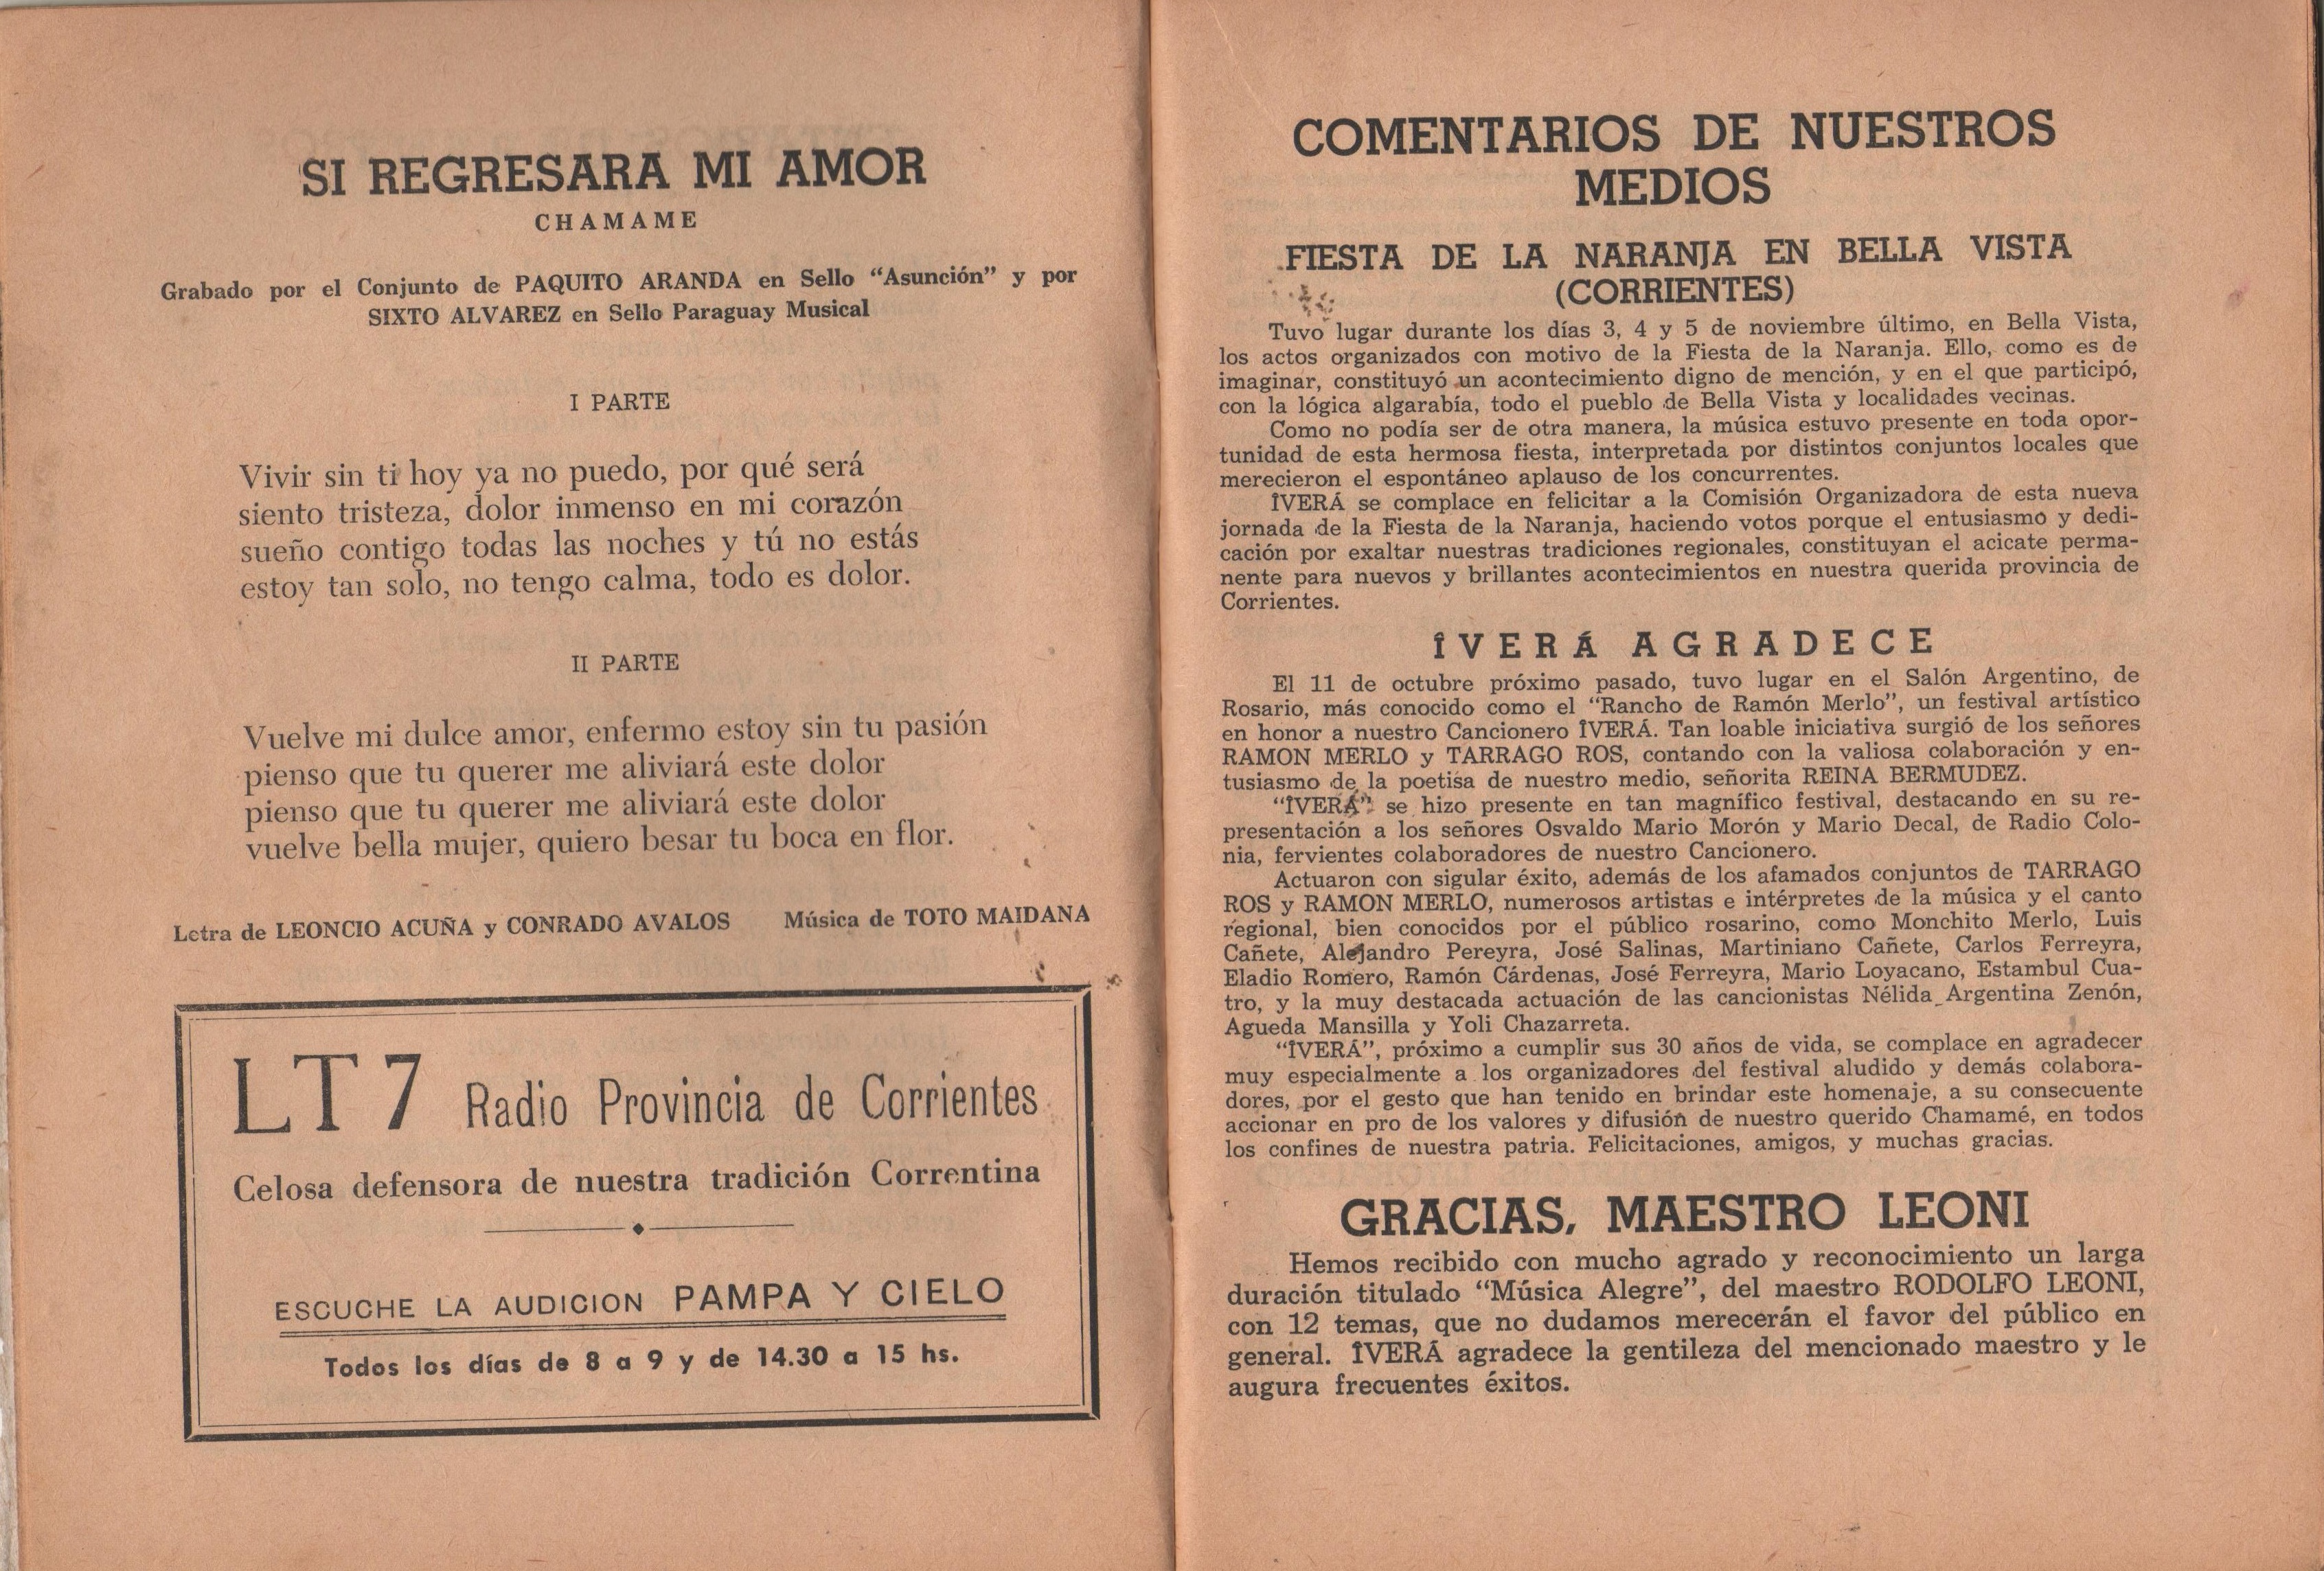 SI REGRESARA MI AMOR
CHAMAME
Grabado por el Conjunto de PAQUITO ARANDA en Sello “Asunción” y por
SIXTO ALVAREZ en Sello Paraguay Musical
I PARTE
Vivir sin ti hoy ya no puedo, por qué será
siento tristeza, dolor inmenso en mi corazón
sueño contigo todas las noches y tú no estás
estoy tan solo, no tengo calma, todo es dolor.
II PARTE
Vuelve mi dulce amor, enfermo estoy sin tu pasión
pienso que tu querer me aliviará este dolor
pienso que tu querer me aliviará este dolor
vuelve bella mujer, quiero besar tu boca en flor.
Letra de LEONCIO ACUÑA y CONRADO AVALOS Música de TOTO MAIDANA
LT 7 Radio Provincia de Corrientes
Celosa defensora de nuestra tradición Correntina
ESCUCHE LA AUDICION PAMPA Y CIELO
Todos los días de 8 a 9 y de 14.30 a 15 hs.
COMENTARIOS DE NUESTROS
MEDIOS
FIESTA DE LA NARANJA EN BELLA VISTA
(CORRIENTES)
Tuvo lugar durante los días 3, 4 y 5 de noviembre último, en Bella Vista,
los actos organizados con motivo de la Fiesta de la Naranja. Ello, como es de
imaginar, constituyó un acontecimiento digno de mención, y en el que participó,
con la lógica algarabía, todo el pueblo de Bella Vista y localidades vecinas.
Como no podía ser de otra manera, la música estuvo presente en toda opor-
tunidad de esta hermosa fiesta, interpretada por distintos conjuntos locales que
merecieron el espontáneo aplauso de los concurrentes.
ÎVERÁ se complace en felicitar a la Comisión Organizadora de esta nueva
jornada de la Fiesta de la Naranja, haciendo votos porque el entusiasmo y dedi-
cación por exaltar nuestras tradiciones regionales, constituyan el acicate perma-
nente para nuevos y brillantes acontecimientos en nuestra querida provincia de
Corrientes.
ÎVERÁ AGRADECE
El 11 de octubre próximo pasado, tuvo lugar en el Salón Argentino, de
Rosario, más conocido como el “Rancho de Ramón Merlo”, un festival artístico
en honor a nuestro Cancionero ÎVERÁ. Tan loable iniciativa surgió de los señores
RAMON MERLO y TARRAGO ROS, contando con la valiosa colaboración y en-
tusiasmo de la poetisa de nuestro medio, señorita REINA BERMUDEZ.
“ÎVERÁ” se hizo presente en tan magnífico festival, destacando en su re-
presentación a los señores Osvaldo Mario Morón y Mario Decal, de Radio Colo-
nia, fervientes colaboradores de nuestro Cancionero.
Actuaron con sigular éxito, además de los afamados conjuntos de TARRAGO
ROS y RAMON MERLO, numerosos artistas e intérpretes de la música y el canto
regional, bien conocidos por el público rosarino, como Monchito Merlo, Luis
Cañete, Alejandro Pereyra, José Salinas, Martiniano Cañete, Carlos Ferreyra,
Eladio Romero, Ramón Cárdenas, José Ferreyra, Mario Loyacano, Estambul Cua-
tro, y la muy destacada actuación de las cancionistas Nélida Argentina Zenón,
Agueda Mansilla y Yoli Chazarreta.
“ÎVERÁ”, próximo a cumplir sus 30 años de vida, se complace en agradecer
muy especialmente a los organizadores del festival aludido y demás colabora-
dores, por el gesto que han tenido en brindar este homenaje, a su consecuente
accionar en pro de los valores y difusión de nuestro querido Chamamé, en todos
los confines de nuestra patria. Felicitaciones, amigos, y muchas gracias.
GRACIAS, MAESTRO LEONI
Hemos recibido con mucho agrado y reconocimiento un larga
duración titulado “Música Alegre”, del maestro RODOLFO LEONI,
con 12 temas, que no dudamos merecerán el favor del público en
general. ÎVERÁ agradece la gentileza del mencionado maestro y le
augura frecuentes éxitos.